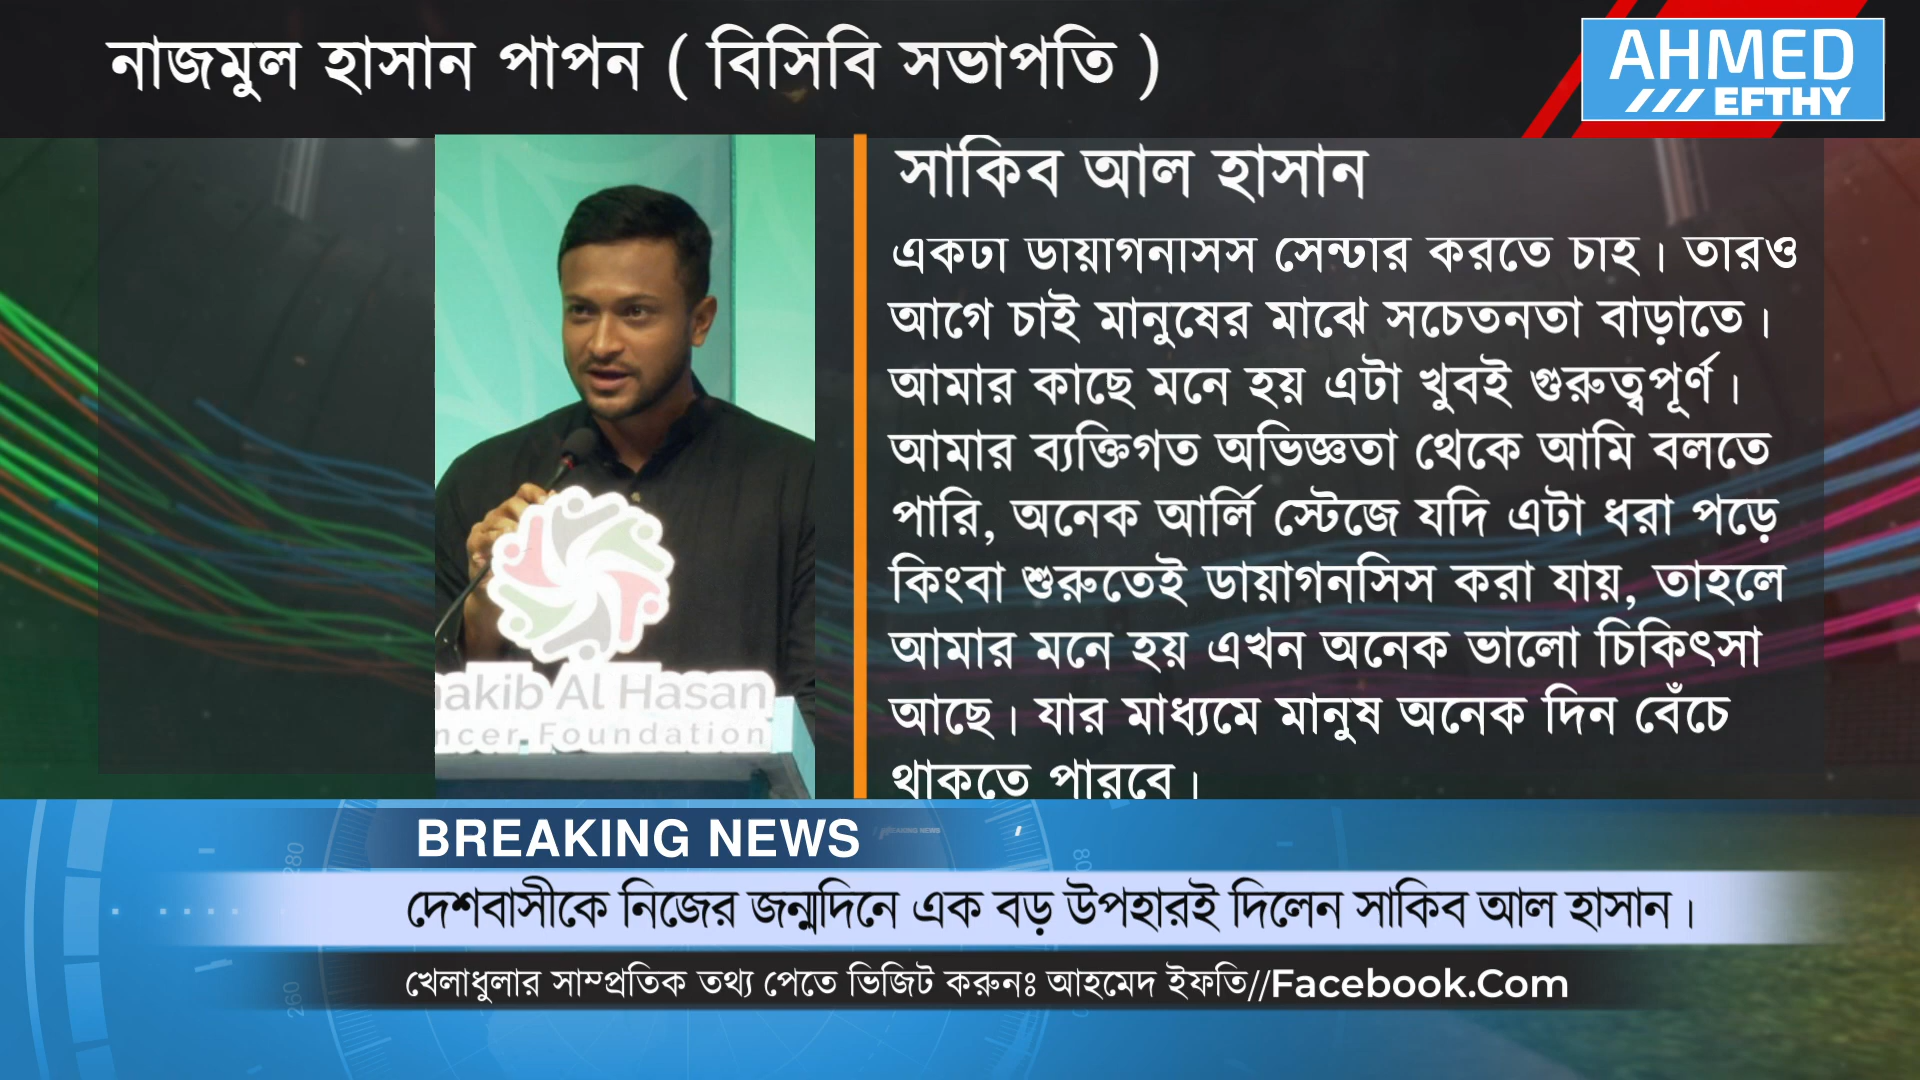 নাজমুল হাসান পাপন ( বিসিবি সভাপতি )
AHMED
EFTHY
সাকিব আল হাসান
একটা ডায়াগনসিস সেন্টার করতে চাই। তারও
আগে চাই মানুষের মাঝে সচেতনতা বাড়াতে।
আমার কাছে মনে হয় এটা খুবই গুরুত্বপূর্ণ।
আমার ব্যক্তিগত অভিজ্ঞতা থেকে আমি বলতে
পারি, অনেক আর্লি স্টেজে যদি এটা ধরা পড়ে
কিংবা শুরুতেই ডায়াগনসিস করা যায়, তাহলে
আমার মনে হয় এখন অনেক ভালো চিকিৎসা
আছে। যার মাধ্যমে মানুষ অনেক দিন বেঁচে
থাকতে পারবে।
hakib Al Hasan
ncer Foundation
BREAKING NEWS
দেশবাসীকে নিজের জন্মদিনে এক বড় উপহারই দিলেন সাকিব আল হাসান।
খেলাধুলার সাম্প্রতিক তথ্য পেতে ভিজিট করুনঃ আহমেদ ইফতি//Facebook.Com